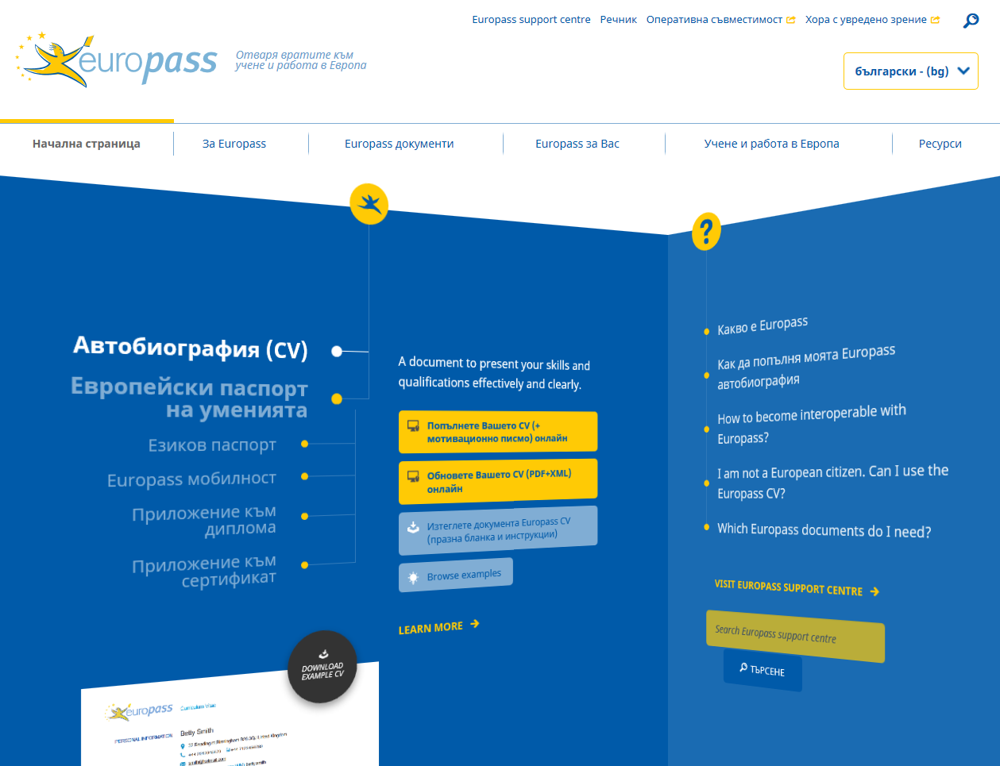 Europass support centre Речник Оперативна съвместимост Хора с увредено зрение
europass
Отваря вратите към
учене и работа в Европа
български - (bg)
Начална страница За Europass Europass документи Europass за Вас Учене и работа в Европа Ресурси
Автобиография (CV)
Европейски паспорт
на уменията
Езиков паспорт
Europass мобилност
Приложение към
диплома
Приложение към
сертификат
A document to present your skills and
qualifications effectively and clearly.
Попълнете Вашето CV (+
мотивационно писмо) онлайн
Обновете Вашето CV (PDF+XML)
онлайн
Изтеглете документа Europass CV
(празна бланка и инструкции)
Browse examples
LEARN MORE
?
Какво е Europass
Как да попълня моята Europass
автобиография
How to become interoperable with
Europass?
I am not a European citizen. Can I use the
Europass CV?
Which Europass documents do I need?
VISIT EUROPASS SUPPORT CENTRE
Search Europass support centre
ТЪРСЕНЕ
DOWNLOAD
EXAMPLE CV
europass Curriculum Vitae
PERSONAL INFORMATION Betty Smith